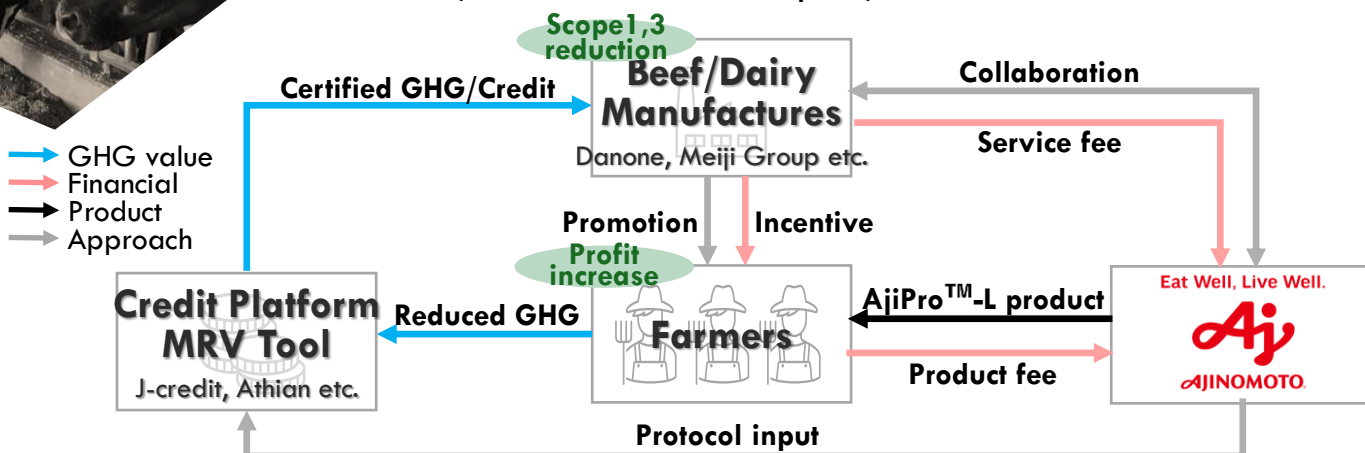 Scope1,3
reduction
Beef/Dairy
Manufactures
Danone, Meiji Group etc.
Certified GHG/Credit
Collaboration
Service fee
GHG value
Financial
Product
Approach
Promotion
Incentive
Profit
increase
Credit Platform
MRV Tool
J-credit, Athian etc.
Reduced GHG
Farmers
AjiPro™-L product
Product fee
Eat Well, Live Well.
Aj
AJINOMOTO.
Protocol input